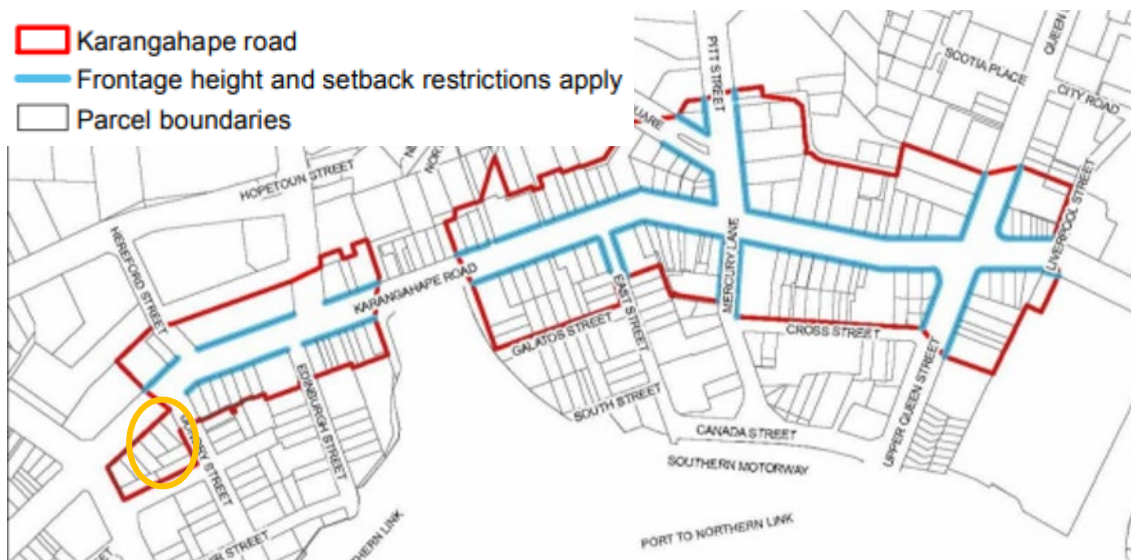 Karangahape road
Frontage height and setback restrictions apply
Parcel boundaries
PITT STREET
QUEEN
SCOTIA PLACE
CITY ROAD
HOPETOUN STREET
HEREFORD STREET
KARANGAHAPE ROAD
LIVERPOOL STREET
MERCURY LANE
EAST STREET
GALATOS STREET
CROSS STREET
EDINBURGH STREET
SOUTH STREET
UPPER QUEEN STREET
CANADA STREET
SOUTHERN MOTORWAY
PORT TO NORTHERN LINK